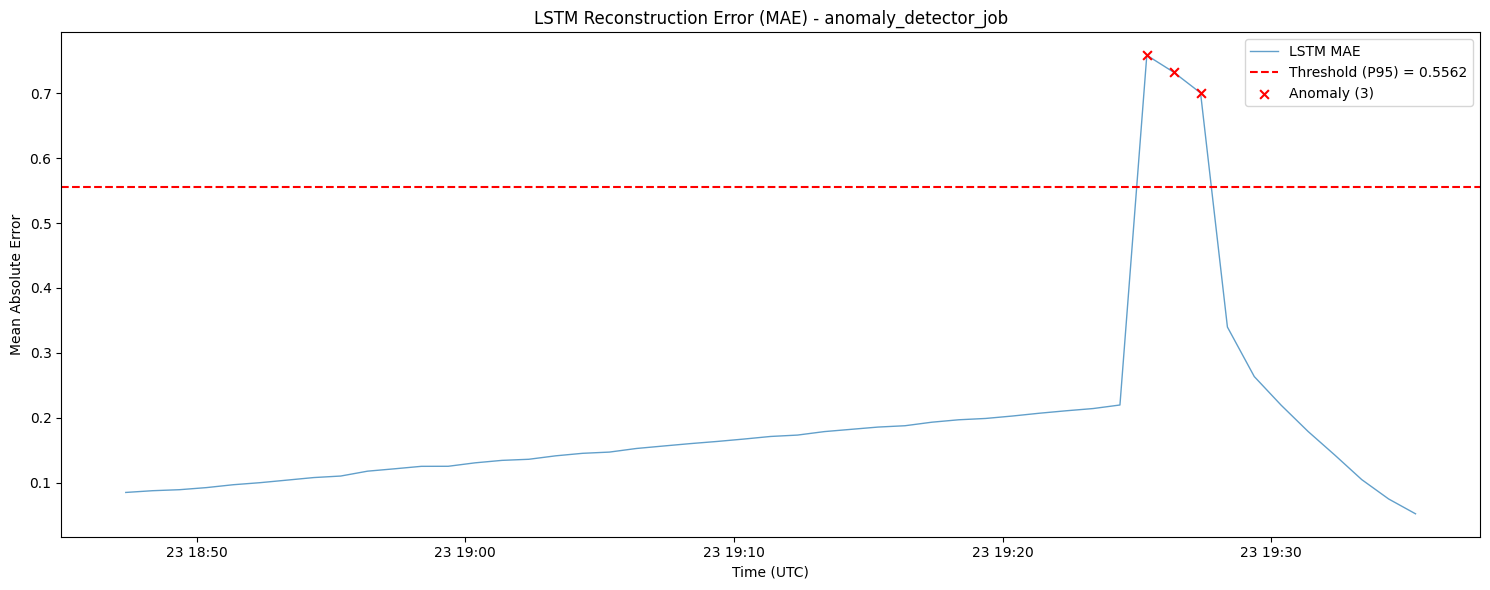 LSTM Reconstruction Error (MAE) - anomaly_detector_job
LSTM MAE
Threshold (P95) = 0.5562
Anomaly (3)
Mean Absolute Error
0.7
0.6
0.5
0.4
0.3
0.2
0.1
23 18:50
23 19:00
23 19:10
23 19:20
23 19:30
Time (UTC)